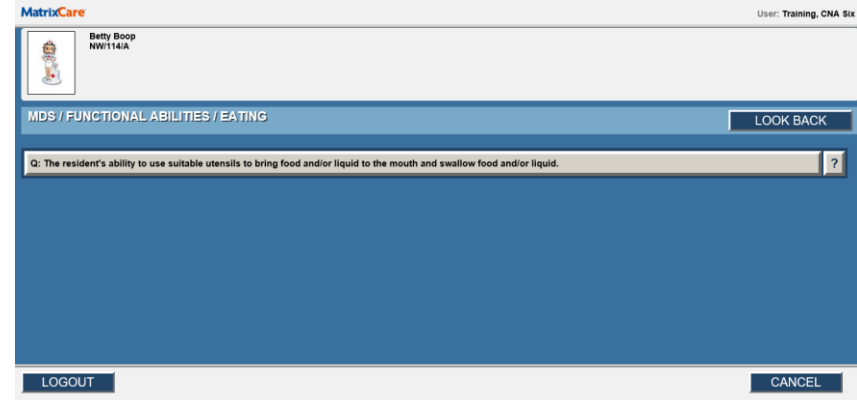 MatrixCare
User: Training, CNA Six
Betty Boop
NW/114/A
MDS / FUNCTIONAL ABILITIES / EATING
LOOK BACK
Q: The resident's ability to use suitable utensils to bring food and/or liquid to the mouth and swallow food and/or liquid.
?
LOGOUT
CANCEL